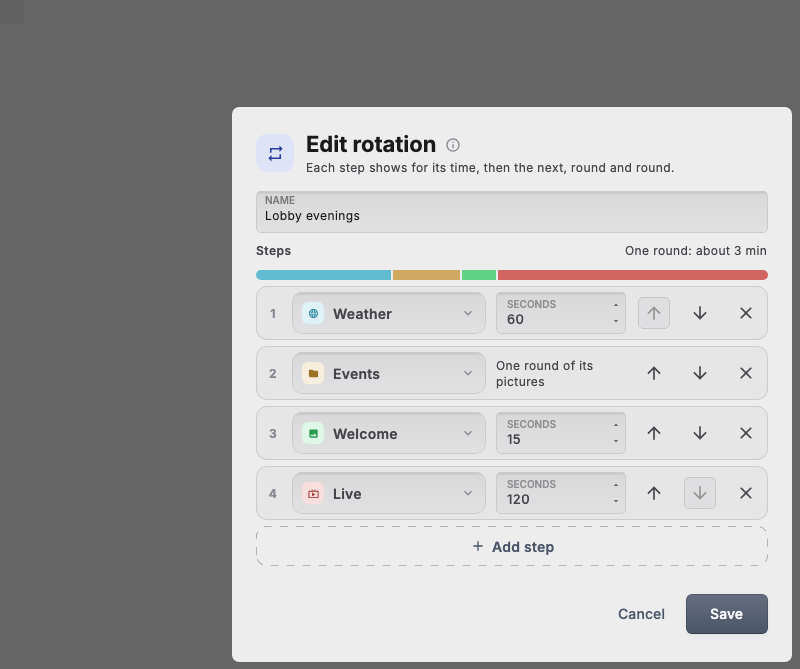 Edit rotation
Each step shows for its time, then the next, round and round.
NAME
Lobby evenings
Steps
One round: about 3 min
1
Weather
SECONDS
60
2
Events
One round of its
pictures
3
Welcome
SECONDS
15
4
Live
SECONDS
120
+ Add step
Cancel
Save